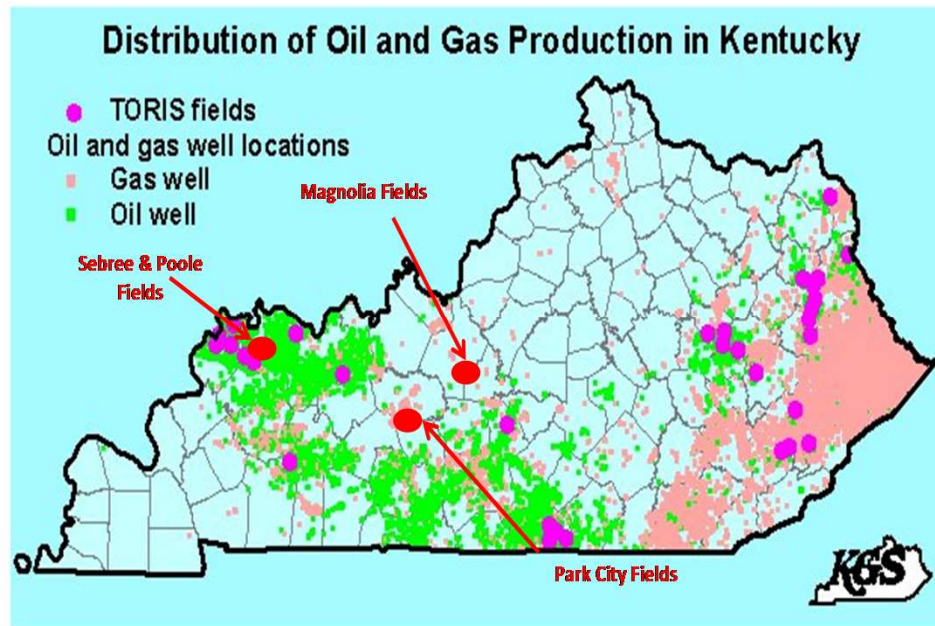 Distribution of Oil and Gas Production in Kentucky
TORIS fields
Oil and gas well locations
Gas well
Oil well
Magnolia Fields
Sebree & Poole
Fields
Park City Fields
KGS